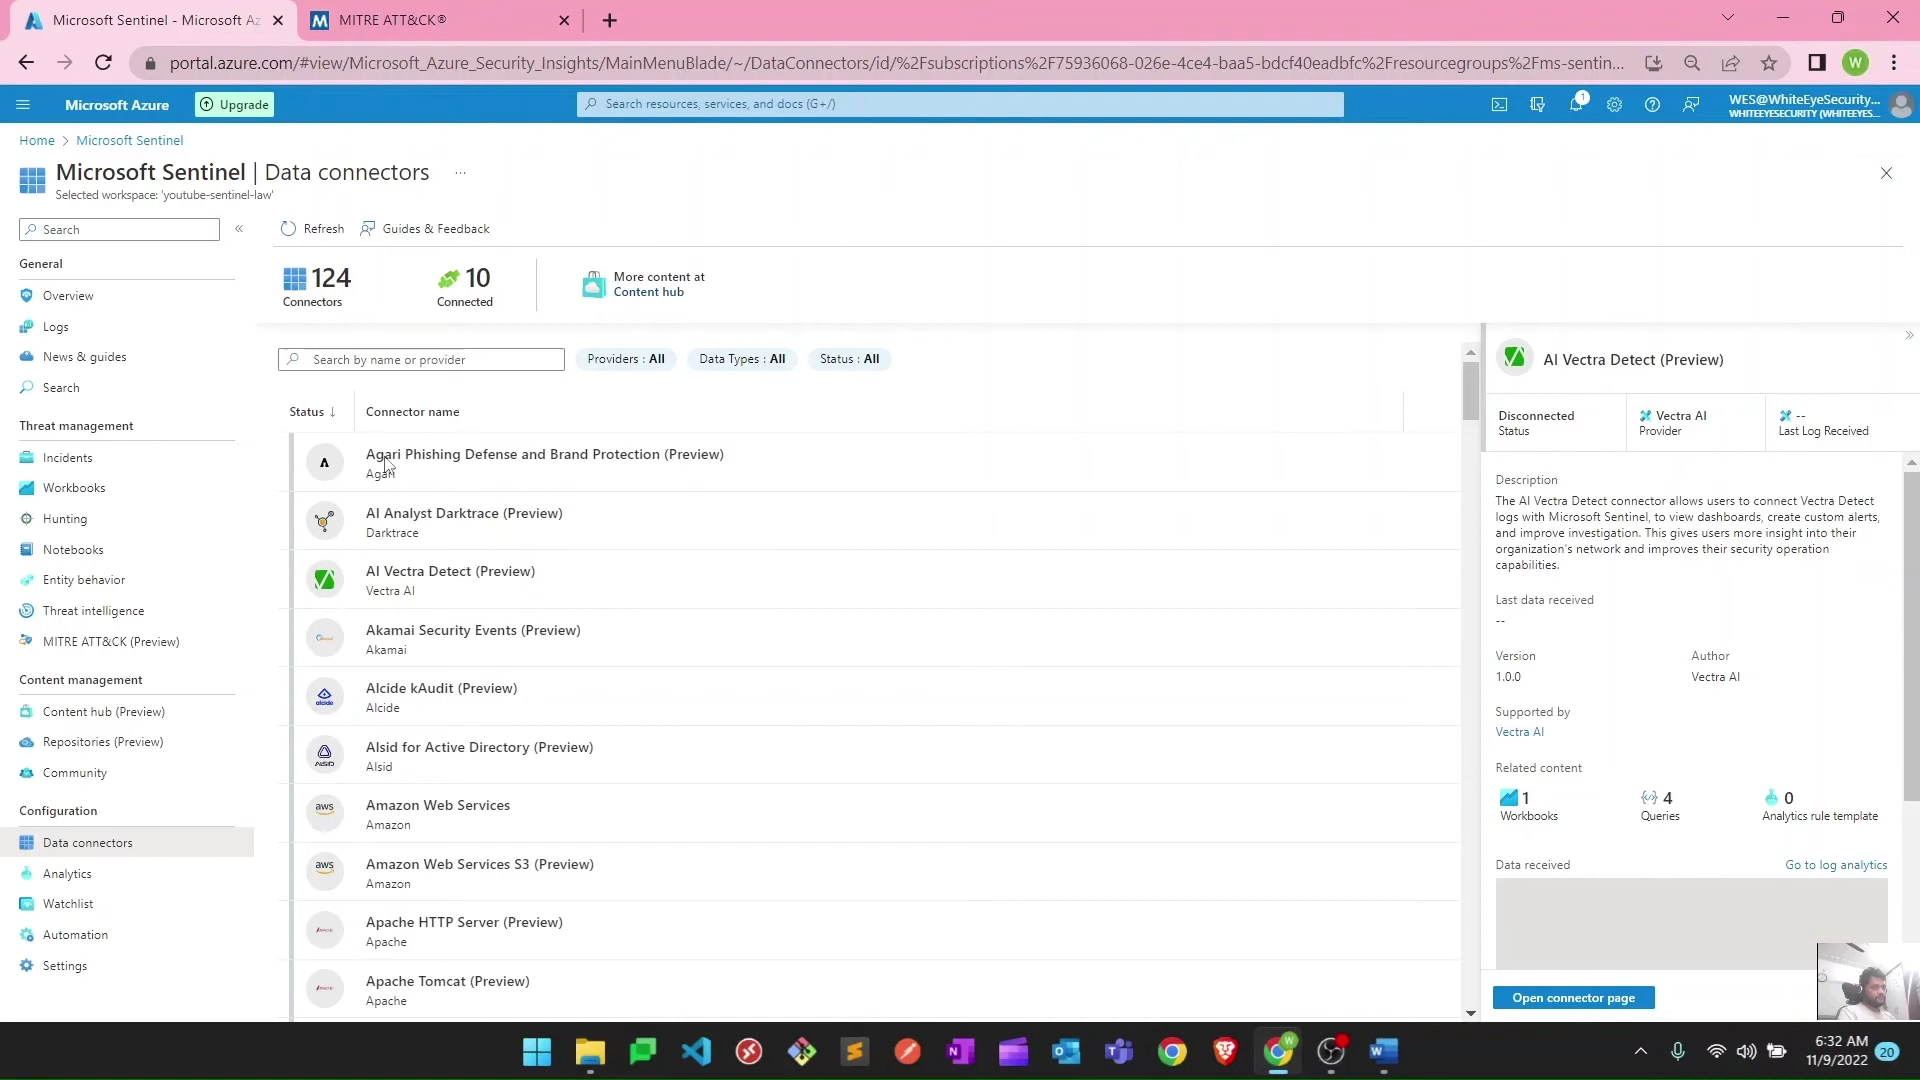 Microsoft Sentinel - Microsoft Az
MITRE ATT&CK®
portal.azure.com/#view/Microsoft_Azure_Security_Insights/MainMenuBlade/~/DataConnectors/id/%2Fsubscriptions%2F75936068-026e-4ce4-baa5-bdcf40eadbfc%2Fresourcegroups%2Fms-sentin...
W
Microsoft Azure
Upgrade
Search resources, services, and docs (G+/)
1
WES@WhiteEyeSecurity...
WHITEEYESECURITY (WHITEEYES...
Home > Microsoft Sentinel
Microsoft Sentinel | Data connectors ...
Selected workspace: 'youtube-sentinel-law'
Search
«
General
Overview
Logs
News & guides
Search
Threat management
Incidents
Workbooks
Hunting
Notebooks
Entity behavior
Threat intelligence
MITRE ATT&CK (Preview)
Content management
Content hub (Preview)
Repositories (Preview)
Community
Configuration
Data connectors
Analytics
Watchlist
Automation
Settings
Refresh
Guides & Feedback
124
Connectors
10
Connected
More content at
Content hub
Search by name or provider
Providers : All
Data Types : All
Status : All
Status ↓
Connector name
Agari Phishing Defense and Brand Protection (Preview)
Agari
AI Analyst Darktrace (Preview)
Darktrace
AI Vectra Detect (Preview)
Vectra AI
Akamai Security Events (Preview)
Akamai
alcide
Alcide kAudit (Preview)
Alcide
ALSID
Alsid for Active Directory (Preview)
Alsid
aws
Amazon Web Services
Amazon
aws
Amazon Web Services S3 (Preview)
Amazon
Apache HTTP Server (Preview)
Apache
Apache Tomcat (Preview)
Apache
»
AI Vectra Detect (Preview)
Disconnected
Status
Vectra AI
Provider
--
Last Log Received
Description
The AI Vectra Detect connector allows users to connect Vectra Detect
logs with Microsoft Sentinel, to view dashboards, create custom alerts,
and improve investigation. This gives users more insight into their
organization's network and improves their security operation
capabilities.
Last data received
--
Version
1.0.0
Author
Vectra AI
Supported by
Vectra AI
Related content
1
Workbooks
4
Queries
0
Analytics rule template
Data received
Go to log analytics
Open connector page
6:32 AM
11/9/2022
20